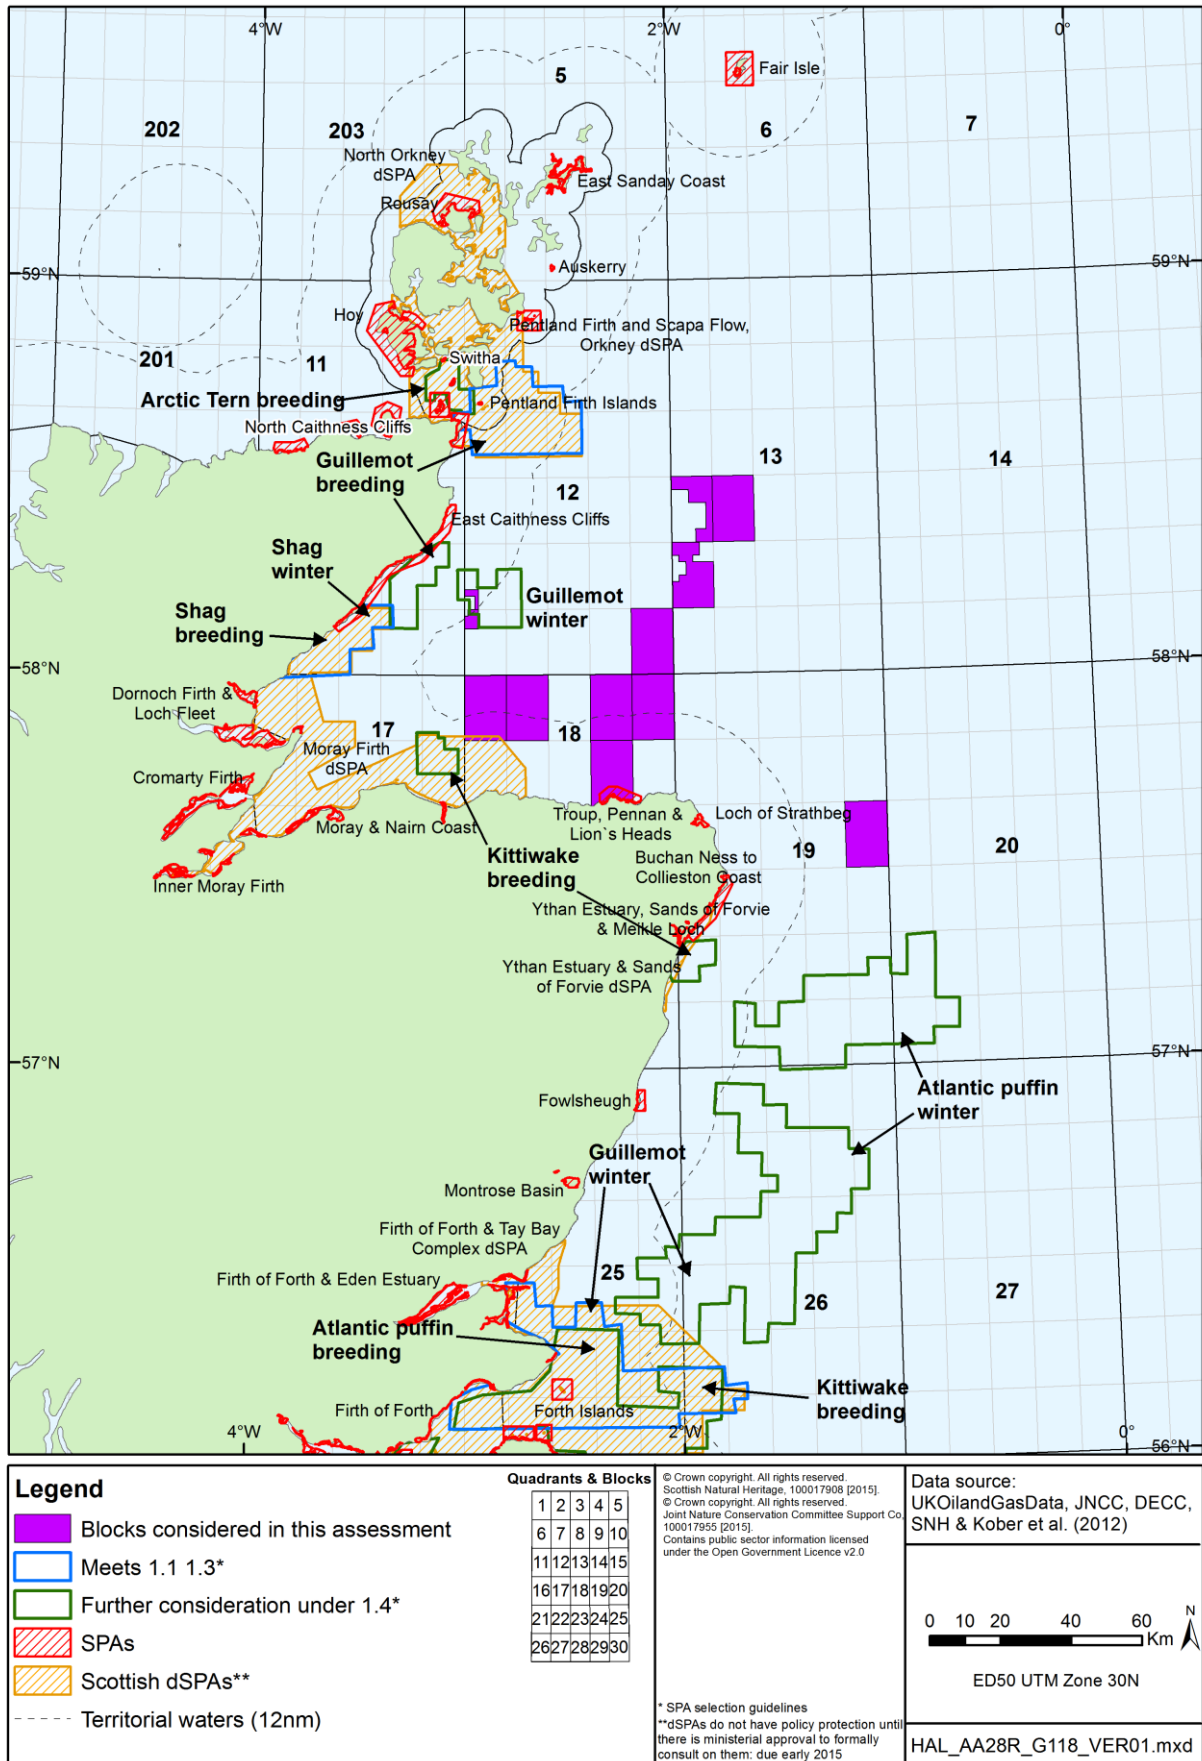 4°W
2°W
0°
5
Fair Isle
202
203
6
7
North Orkney
dSPA
East Sanday Coast
Rousay
59°N
Auskerry
59°N
Hoy
Pentland Firth and Scapa Flow,
Orkney dSPA
201
11
Switha
Arctic Tern breeding
Pentland Firth Islands
North Caithness Cliffs
Guillemot
breeding
13
14
12
East Caithness Cliffs
Shag
winter
Guillemot
winter
Shag
breeding
58°N
58°N
Dornoch Firth &
Loch Fleet
17
18
Moray Firth
dSPA
Cromarty Firth
Moray & Nairn Coast
Troup, Pennan &
Lion`s Heads
Loch of Strathbeg
19
20
Kittiwake
breeding
Buchan Ness to
Collieston Coast
Inner Moray Firth
Ythan Estuary, Sands of Forvie
& Meikle Loch
Ythan Estuary & Sands
of Forvie dSPA
57°N
57°N
Atlantic puffin
winter
Fowlsheugh
Guillemot
winter
Montrose Basin
Firth of Forth & Tay Bay
Complex dSPA
25
Firth of Forth & Eden Estuary
26
27
Atlantic puffin
breeding
Kittiwake
breeding
Firth of Forth
Forth Islands
4°W
2°W
0°
56°N
Legend
Blocks considered in this assessment
Meets 1.1 1.3*
Further consideration under 1.4*
SPAs
Scottish dSPAs**
Territorial waters (12nm)
Quadrants & Blocks
1 2 3 4 5
6 7 8 9 10
11 12 13 14 15
16 17 18 19 20
21 22 23 24 25
26 27 28 29 30
© Crown copyright. All rights reserved.
Scottish Natural Heritage, 100017908 [2015].
© Crown copyright. All rights reserved.
Joint Nature Conservation Committee Support Co,
100017955 [2015].
Contains public sector information licensed
under the Open Government Licence v2.0
* SPA selection guidelines
**dSPAs do not have policy protection until
there is ministerial approval to formally
consult on them: due early 2015
Data source:
UKOilandGasData, JNCC, DECC,
SNH & Kober et al. (2012)
0 10 20 40 60
Km
N
ED50 UTM Zone 30N
HAL_AA28R_G118_VER01.mxd